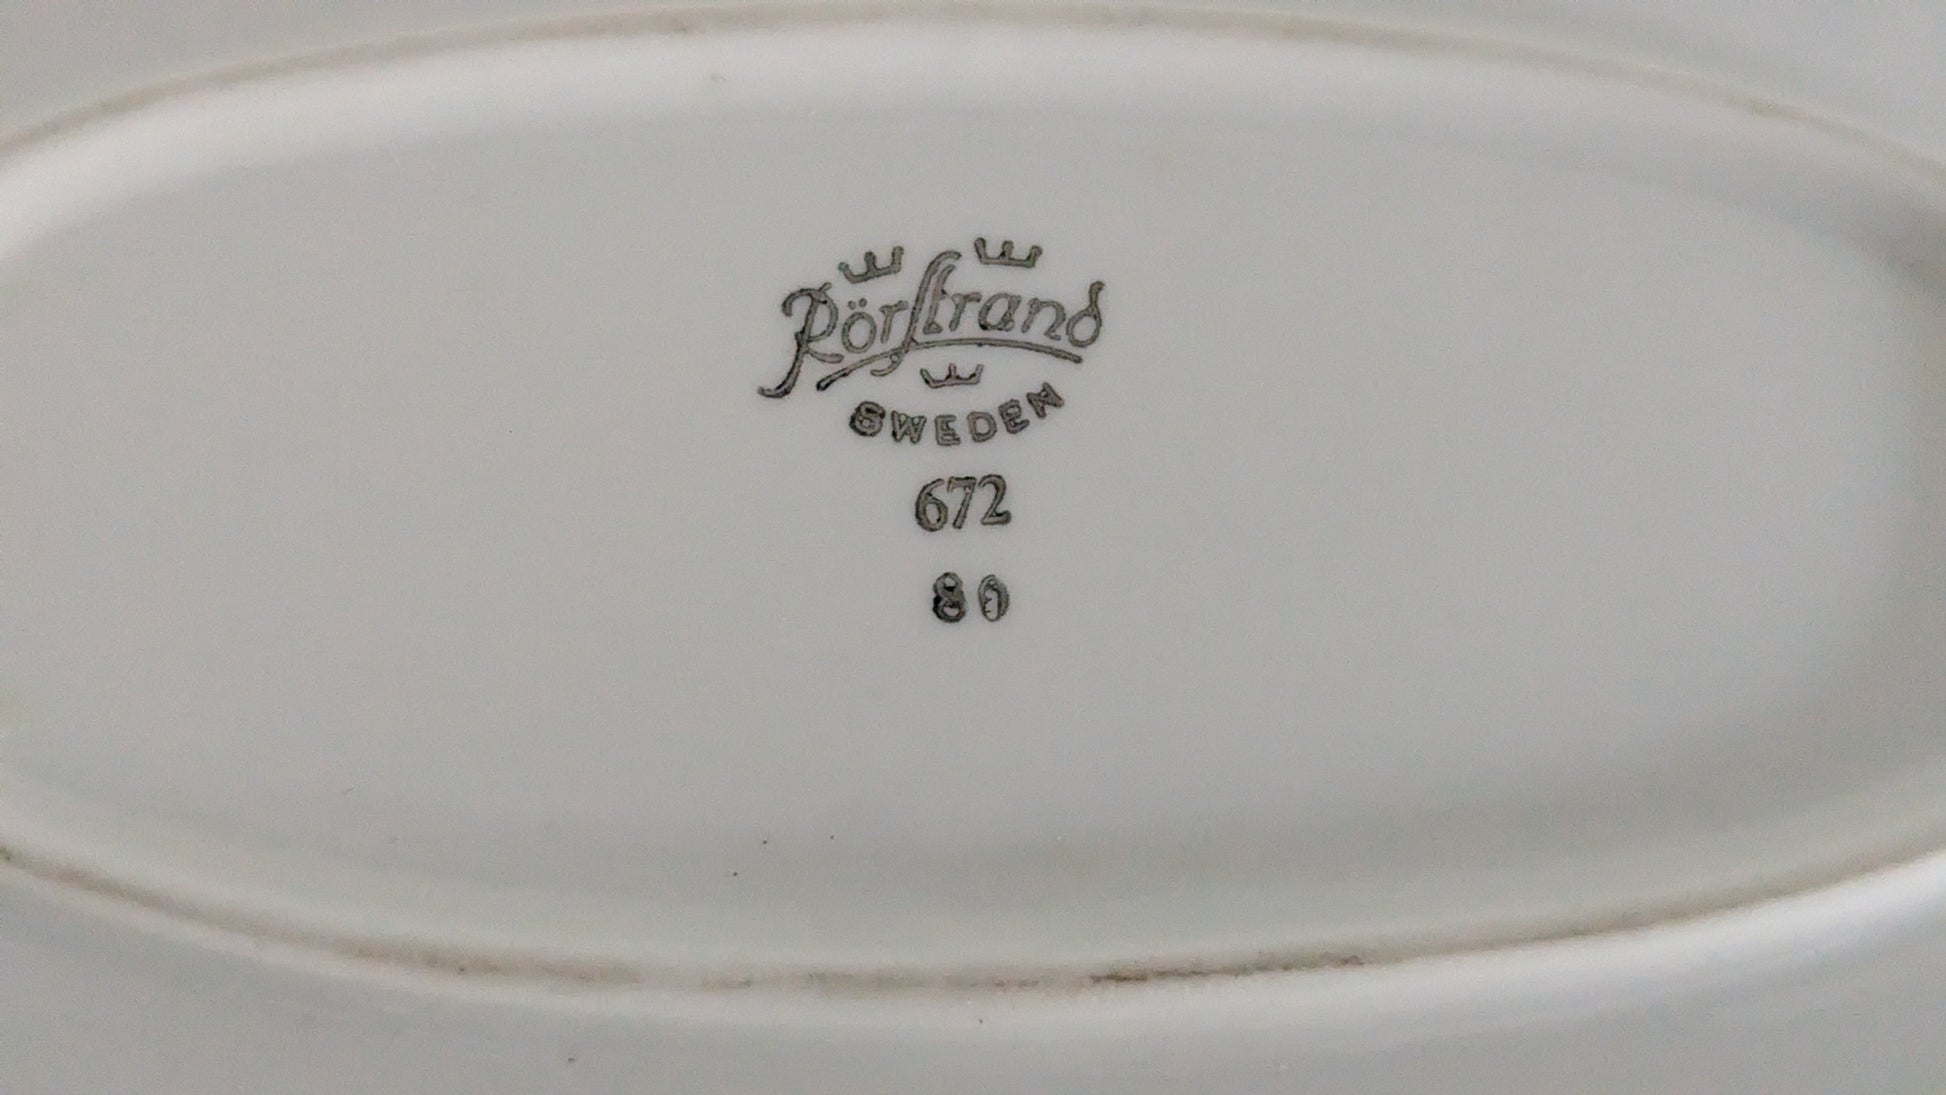 Rörstrand
SWEDEN
672
80